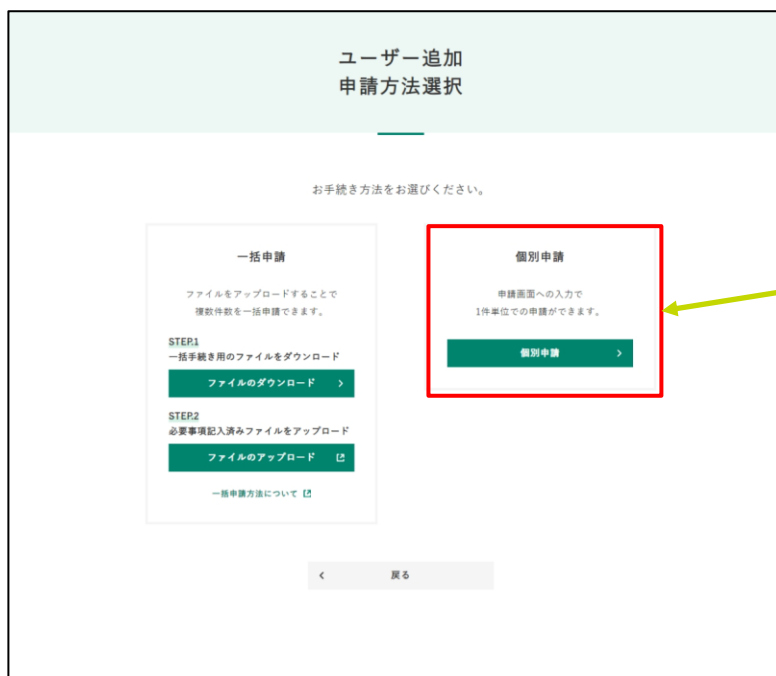 ユーザー追加
申請方法選択
お手続き方法をお選びください。
一括申請
ファイルをアップロードすることで
複数件数を一括申請できます。
STEP.1
一括手続き用のファイルをダウンロード
ファイルのダウンロード
STEP.2
必要事項記入済みファイルをアップロード
ファイルのアップロード
一括申請方法について
個別申請
申請画面への入力で
1件単位での申請ができます。
個別申請
戻る